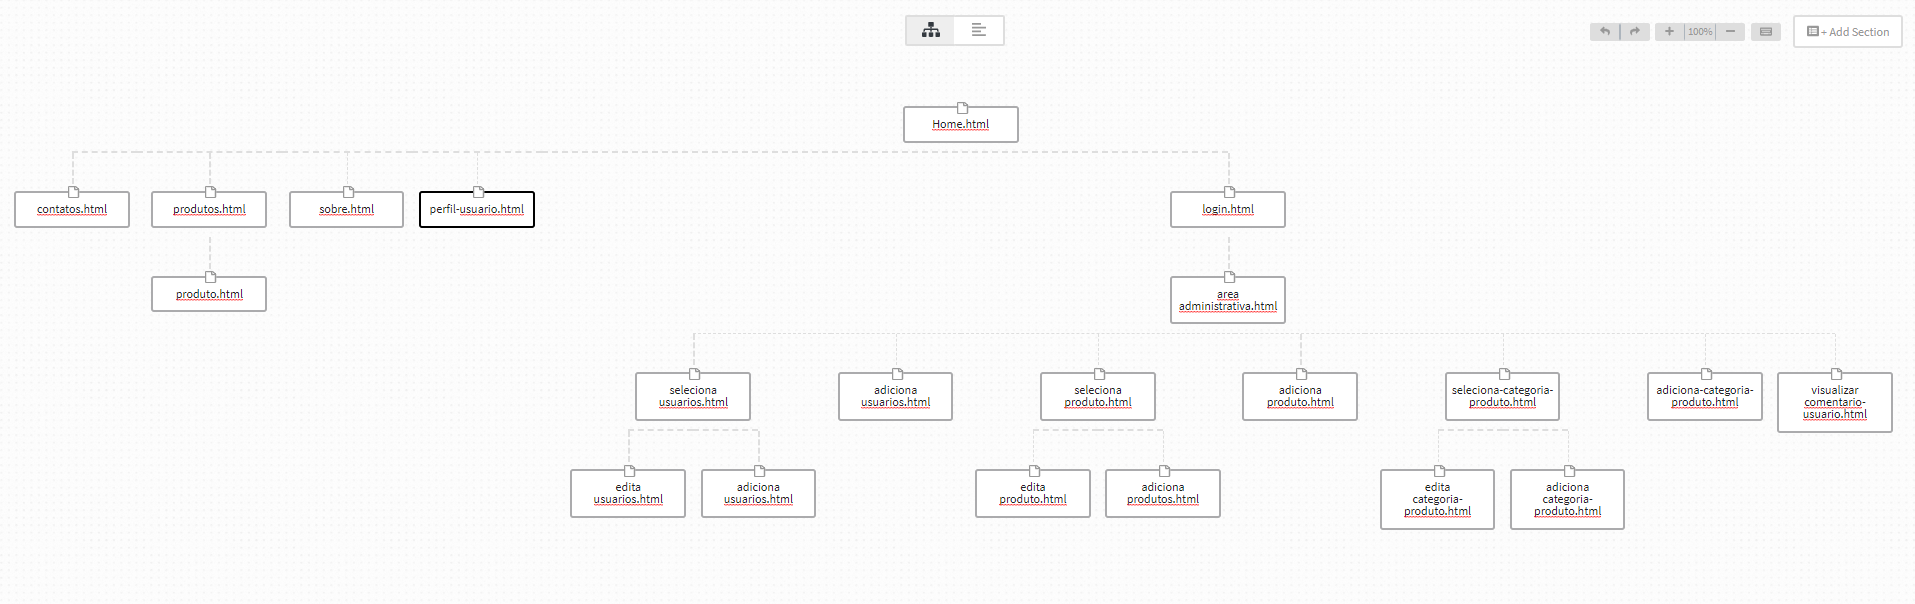 100%
+ Add Section
Home.html
contatos.html
produtos.html
sobre.html
perfil-usuario.html
login.html
produto.html
area
administrativa.html
seleciona
usuarios.html
adiciona
usuarios.html
seleciona
produto.html
adiciona
produto.html
seleciona-categoria-
produto.html
adiciona-categoria-
produto.html
visualizar
comentario-
usuario.html
edita
usuarios.html
adiciona
usuarios.html
edita
produto.html
adiciona
produtos.html
edita
categoria-
produto.html
adiciona
categoria-
produto.html